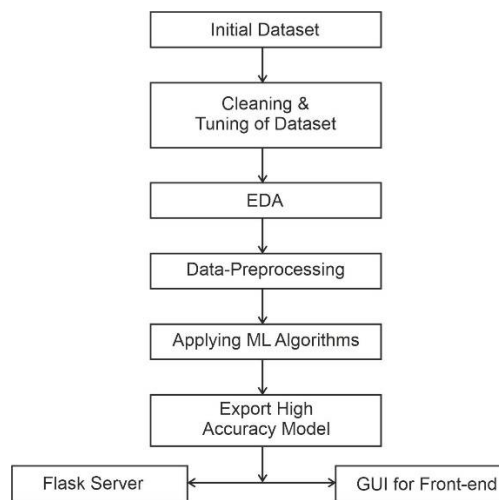 Initial Dataset
Cleaning &
Tuning of Dataset
EDA
Data-Preprocessing
Applying ML Algorithms
Export High
Accuracy Model
Flask Server
GUI for Front-end